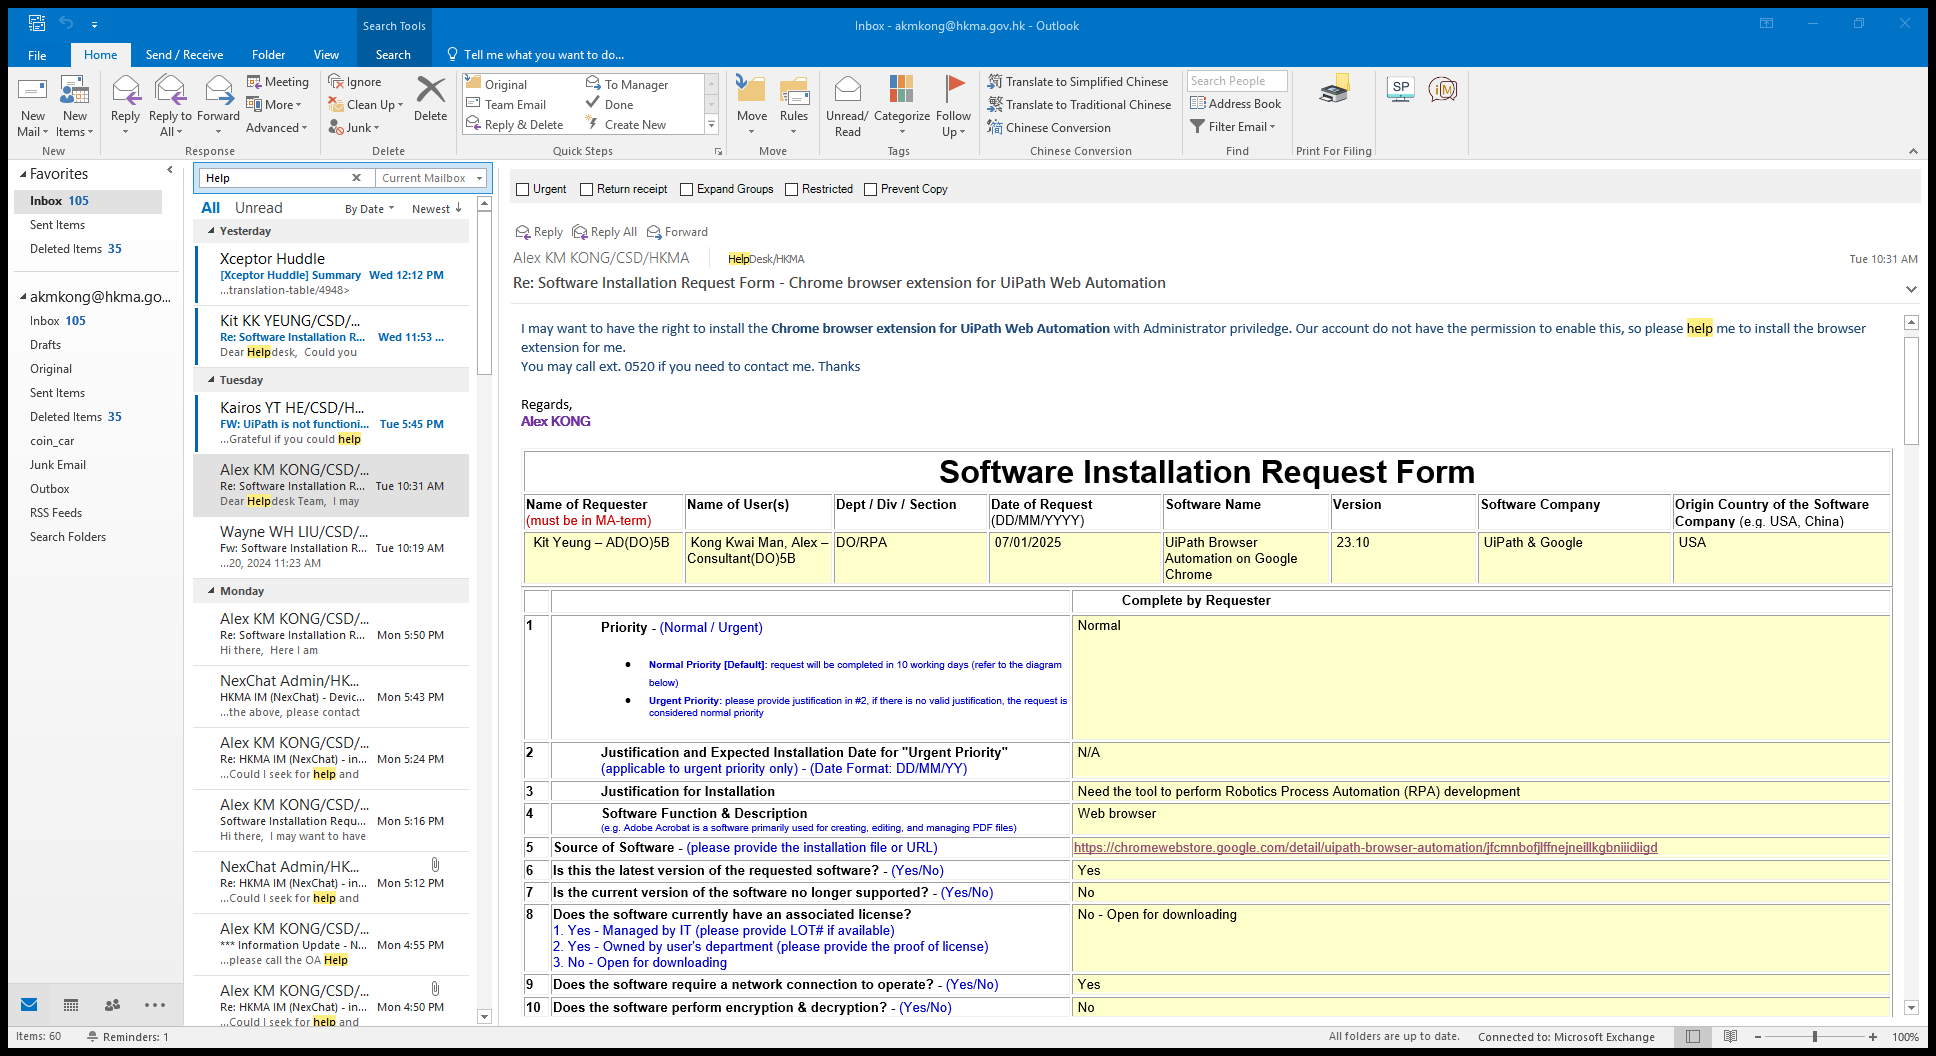 Search Tools
Inbox - akmkong@hkma.gov.hk - Outlook
File
Home
Send / Receive
Folder
View
Search
Tell me what you want to do...
New Mail
New Items
New
Reply
Reply to All
Forward
Meeting
More
Advanced
Response
Ignore
Clean Up
Junk
Delete
Delete
Original
Team Email
Reply & Delete
To Manager
Done
Create New
Quick Steps
Move
Rules
Move
Unread/ Read
Categorize
Follow Up
Tags
Translate to Simplified Chinese
Translate to Traditional Chinese
Chinese Conversion
Chinese Conversion
Search People
Address Book
Filter Email
Find
Print For Filing
SP
iM
Favorites
Inbox 105
Sent Items
Deleted Items 35
akmkong@hkma.go...
Inbox 105
Drafts
Original
Sent Items
Deleted Items 35
coin_car
Junk Email
Outbox
RSS Feeds
Search Folders
Help
Current Mailbox
All Unread
By Date Newest
Yesterday
Xceptor Huddle
[Xceptor Huddle] Summary Wed 12:12 PM
...translation-table/4948>
Kit KK YEUNG/CSD/...
Re: Software Installation R... Wed 11:53 ...
Dear Helpdesk, Could you
Tuesday
Kairos YT HE/CSD/H...
FW: UiPath is not functioni... Tue 5:45 PM
...Grateful if you could help
Alex KM KONG/CSD/...
Re: Software Installation R... Tue 10:31 AM
Dear Helpdesk Team, I may
Wayne WH LIU/CSD/...
Fw: Software Installation R... Tue 10:19 AM
...20, 2024 11:23 AM
Monday
Alex KM KONG/CSD/...
Re: Software Installation R... Mon 5:50 PM
Hi there, Here I am
NexChat Admin/HK...
HKMA IM (NexChat) - Devic... Mon 5:43 PM
...the above, please contact
Alex KM KONG/CSD/...
Re: HKMA IM (NexChat) - in... Mon 5:24 PM
...Could I seek for help and
Alex KM KONG/CSD/...
Software Installation Requ... Mon 5:16 PM
Hi there, I may want to have
NexChat Admin/HK...
Re: HKMA IM (NexChat) - in... Mon 5:12 PM
...Could I seek for help and
Alex KM KONG/CSD/...
*** Information Update - N... Mon 4:55 PM
...please call the OA Help
Alex KM KONG/CSD/...
Re: HKMA IM (NexChat) - in... Mon 4:50 PM
...Could I seek for help and
Urgent
Return receipt
Expand Groups
Restricted
Prevent Copy
Reply
Reply All
Forward
Alex KM KONG/CSD/HKMA
HelpDesk/HKMA
Tue 10:31 AM
Re: Software Installation Request Form - Chrome browser extension for UiPath Web Automation
I may want to have the right to install the Chrome browser extension for UiPath Web Automation with Administrator priviledge. Our account do not have the permission to enable this, so please help me to install the browser
extension for me.
You may call ext. 0520 if you need to contact me. Thanks
Regards,
Alex KONG
Software Installation Request Form
Name of Requester
(must be in MA-term)
Name of User(s)
Dept / Div / Section
Date of Request
(DD/MM/YYYY)
Software Name
Version
Software Company
Origin Country of the Software
Company (e.g. USA, China)
Kit Yeung – AD(DO)5B
Kong Kwai Man, Alex –
Consultant(DO)5B
DO/RPA
07/01/2025
UiPath Browser
Automation on Google
Chrome
23.10
UiPath & Google
USA
Complete by Requester
1
Priority - (Normal / Urgent)
Normal
• Normal Priority [Default]: request will be completed in 10 working days (refer to the diagram
below)
• Urgent Priority: please provide justification in #2, if there is no valid justification, the request is
considered normal priority
2
Justification and Expected Installation Date for "Urgent Priority"
(applicable to urgent priority only) - (Date Format: DD/MM/YY)
N/A
3
Justification for Installation
Need the tool to perform Robotics Process Automation (RPA) development
4
Software Function & Description
(e.g. Adobe Acrobat is a software primarily used for creating, editing, and managing PDF files)
Web browser
5
Source of Software - (please provide the installation file or URL)
https://chromewebstore.google.com/detail/uipath-browser-automation/jfcmnbofjlffnejneillkgbniiidiigd
6
Is this the latest version of the requested software? - (Yes/No)
Yes
7
Is the current version of the software no longer supported? - (Yes/No)
No
8
Does the software currently have an associated license?
1. Yes - Managed by IT (please provide LOT# if available)
2. Yes - Owned by user's department (please provide the proof of license)
3. No - Open for downloading
No - Open for downloading
9
Does the software require a network connection to operate? - (Yes/No)
Yes
10
Does the software perform encryption & decryption? - (Yes/No)
No
Items: 60
Reminders: 1
All folders are up to date.
Connected to: Microsoft Exchange
100%